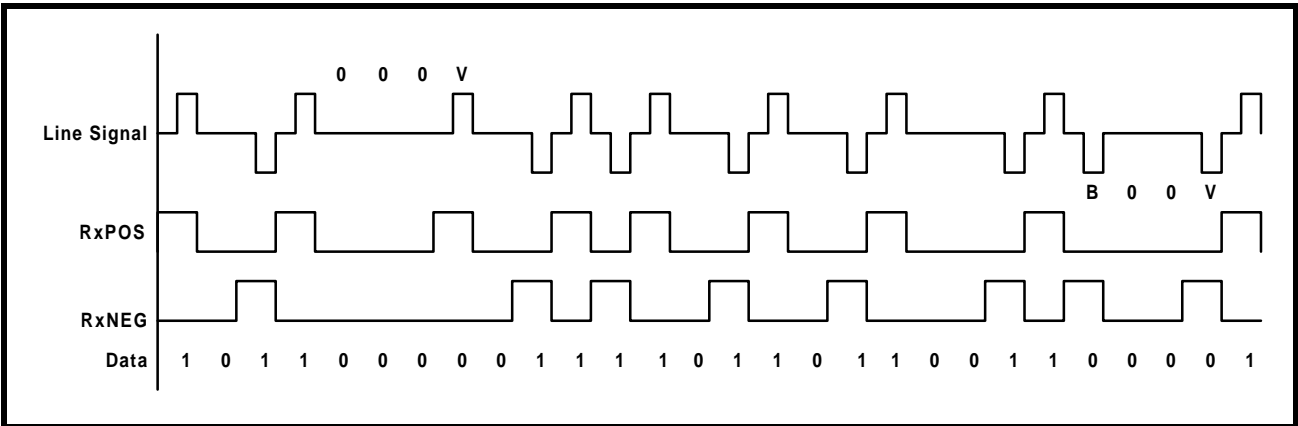 0 0 0 V
Line Signal
B 0 0 V
RxPOS
RxNEG
Data 1 0 1 1 0 0 0 0 0 1 1 1 1 0 1 1 0 1 1 0 0 1 1 0 0 0 0 1